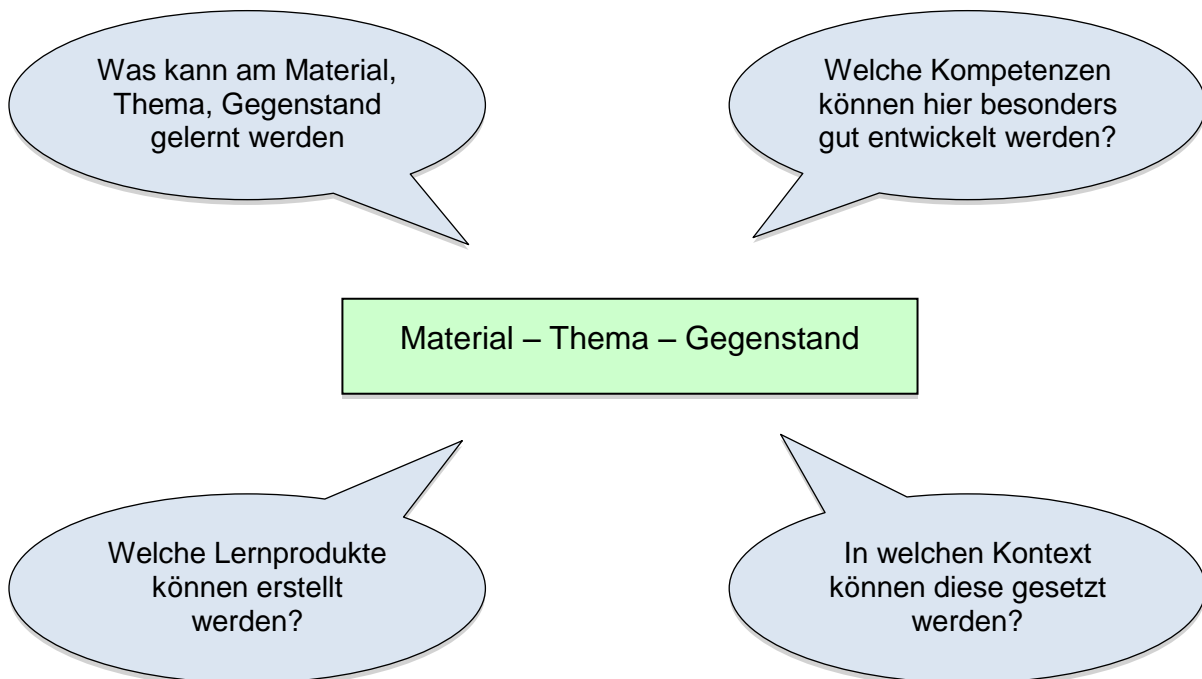 Was kann am Material,
Thema, Gegenstand
gelernt werden
Welche Kompetenzen
können hier besonders
gut entwickelt werden?
Material – Thema – Gegenstand
Welche Lernprodukte
können erstellt
werden?
In welchen Kontext
können diese gesetzt
werden?